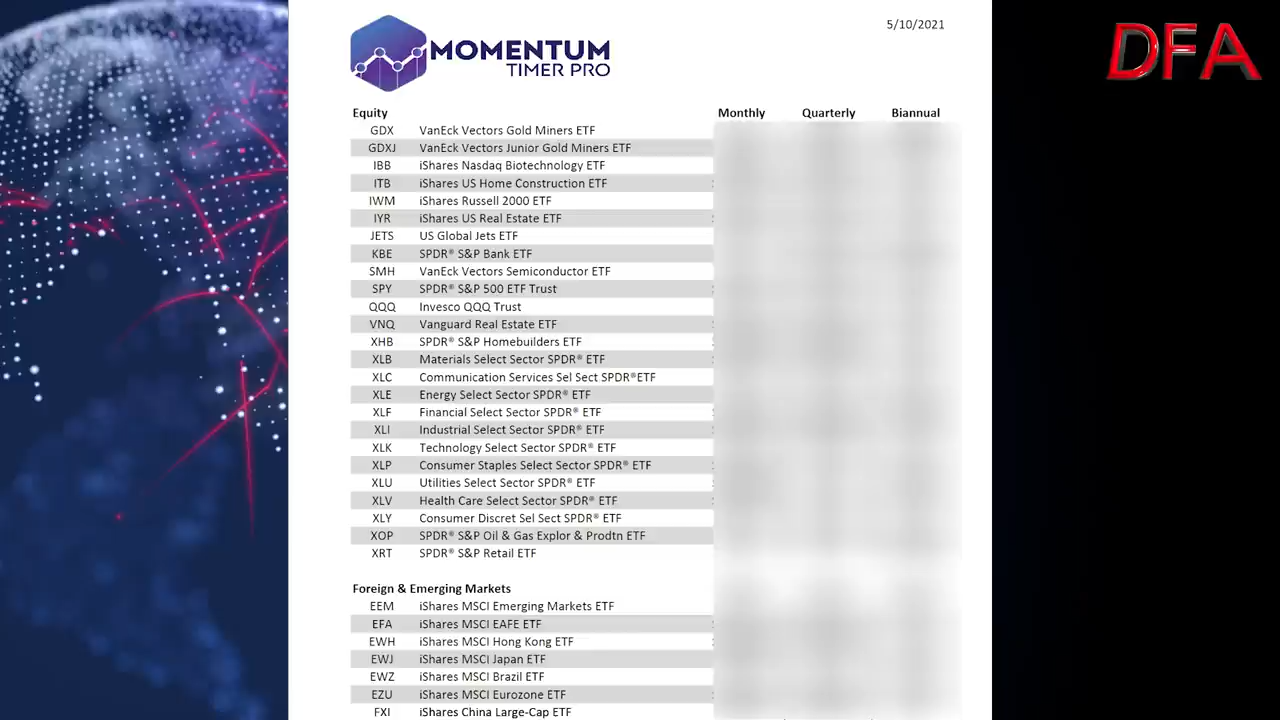 5/10/2021
DFA
MOMENTUM
TIMER PRO
Equity Monthly Quarterly Biannual
GDX VanEck Vectors Gold Miners ETF
GDXJ VanEck Vectors Junior Gold Miners ETF
IBB iShares Nasdaq Biotechnology ETF
ITB iShares US Home Construction ETF
IWM iShares Russell 2000 ETF
IYR iShares US Real Estate ETF
JETS US Global Jets ETF
KBE SPDR® S&P Bank ETF
SMH VanEck Vectors Semiconductor ETF
SPY SPDR® S&P 500 ETF Trust
QQQ Invesco QQQ Trust
VNQ Vanguard Real Estate ETF
XHB SPDR® S&P Homebuilders ETF
XLB Materials Select Sector SPDR® ETF
XLC Communication Services Sel Sect SPDR®ETF
XLE Energy Select Sector SPDR® ETF
XLF Financial Select Sector SPDR® ETF
XLI Industrial Select Sector SPDR® ETF
XLK Technology Select Sector SPDR® ETF
XLP Consumer Staples Select Sector SPDR® ETF
XLU Utilities Select Sector SPDR® ETF
XLV Health Care Select Sector SPDR® ETF
XLY Consumer Discret Sel Sect SPDR® ETF
XOP SPDR® S&P Oil & Gas Explor & Prodtn ETF
XRT SPDR® S&P Retail ETF
Foreign & Emerging Markets
EEM iShares MSCI Emerging Markets ETF
EFA iShares MSCI EAFE ETF
EWH iShares MSCI Hong Kong ETF
EWJ iShares MSCI Japan ETF
EWZ iShares MSCI Brazil ETF
EZU iShares MSCI Eurozone ETF
FXI iShares China Large-Cap ETF